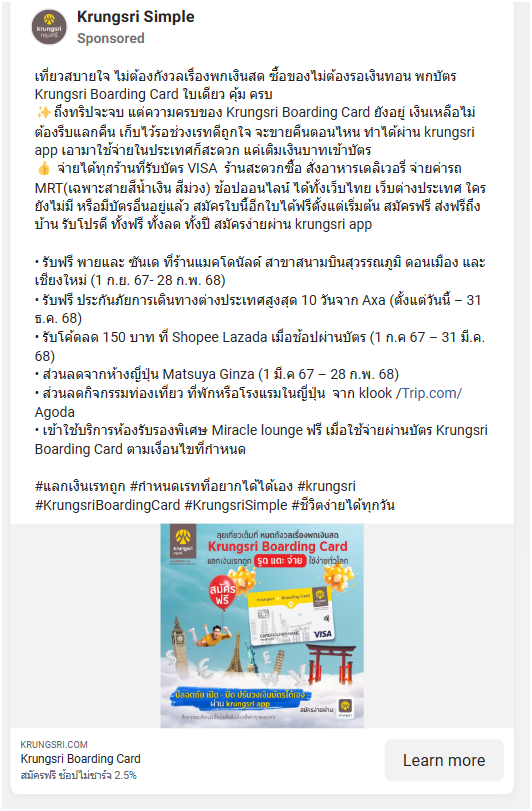 Krungsri Simple
Sponsored
เที่ยวสบายใจ ไม่ต้องกังวลเรื่องพกเงินสด ซื้อของไม่ต้องรอเงินทอน พกบัตร
Krungsri Boarding Card ใบเดียว คุ้ม ครบ
✨ถึงทริปจะจบ แต่ความครบของ Krungsri Boarding Card ยังอยู่ เงินเหลือไม่
ต้องรีบแลกคืน เก็บไว้รอช่วงเรทดีถูกใจ จะขายคืนตอนไหน ทำได้ผ่าน krungsri
app เอามาใช้จ่ายในประเทศก็สะดวก แค่เติมเงินบาทเข้าบัตร
👍 จ่ายได้ทุกร้านที่รับบัตร VISA ร้านสะดวกซื้อ สั่งอาหารเดลิเวอรี่ จ่ายค่ารถ
MRT(เฉพาะสายสีน้ำเงิน สีม่วง) ช้อปออนไลน์ ได้ทั้งเว็บไทย เว็บต่างประเทศ ใคร
ยังไม่มี หรือมีบัตรอื่นอยู่แล้ว สมัครใบนี้อีกใบได้ฟรีตั้งแต่เริ่มต้น สมัครฟรี ส่งฟรีถึง
บ้าน รับโปรดี ทั้งฟรี ทั้งลด ทั้งปี สมัครง่ายผ่าน krungsri app
• รับฟรี พายและ ซันเด ที่ร้านแมคโดนัลด์ สาขาสนามบินสุวรรณภูมิ ดอนเมือง และ
เชียงใหม่ (1 ก.ย. 67- 28 ก.พ. 68)
• รับฟรี ประกันภัยการเดินทางต่างประเทศสูงสุด 10 วันจาก Axa (ตั้งแต่วันนี้ – 31
ธ.ค. 68)
• รับโค้ดลด 150 บาท ที่ Shopee Lazada เมื่อช้อปผ่านบัตร (1 ก.ค 67 – 31 มี.ค.
68)
• ส่วนลดจากห้างญี่ปุ่น Matsuya Ginza (1 มี.ค 67 – 28 ก.พ. 68)
• ส่วนลดกิจกรรมท่องเที่ยว ที่พักหรือโรงแรมในญี่ปุ่น จาก klook /Trip.com/
Agoda
• เข้าใช้บริการห้องรับรองพิเศษ Miracle lounge ฟรี เมื่อใช้จ่ายผ่านบัตร Krungsri
Boarding Card ตามเงื่อนไขที่กำหนด
#แลกเงินเรทถูก #กำหนดเรทที่อยากได้ได้เอง #krungsri
#KrungsriBoardingCard #KrungsriSimple #ชีวิตง่ายได้ทุกวัน
krungsri
กรุงศรี
ลุยเที่ยวเต็มที่ หมดกังวลเรื่องพกเงินสด
Krungsri Boarding Card
แลกเงินเรทถูก รูด แตะ จ่าย ใช้ง่ายทั่วโลก
สมัคร
ฟรี
Krungsri Boarding Card
CARDHOLDER NAME
VISA
ปลอดภัย เปิด - ปิด ปรับวงเงินบัตรได้เอง
ผ่าน krungsri app
สมัครง่ายผ่าน
KRUNGSRI.COM
Krungsri Boarding Card
สมัครฟรี ช้อปไม่ชาร์จ 2.5%
Learn more